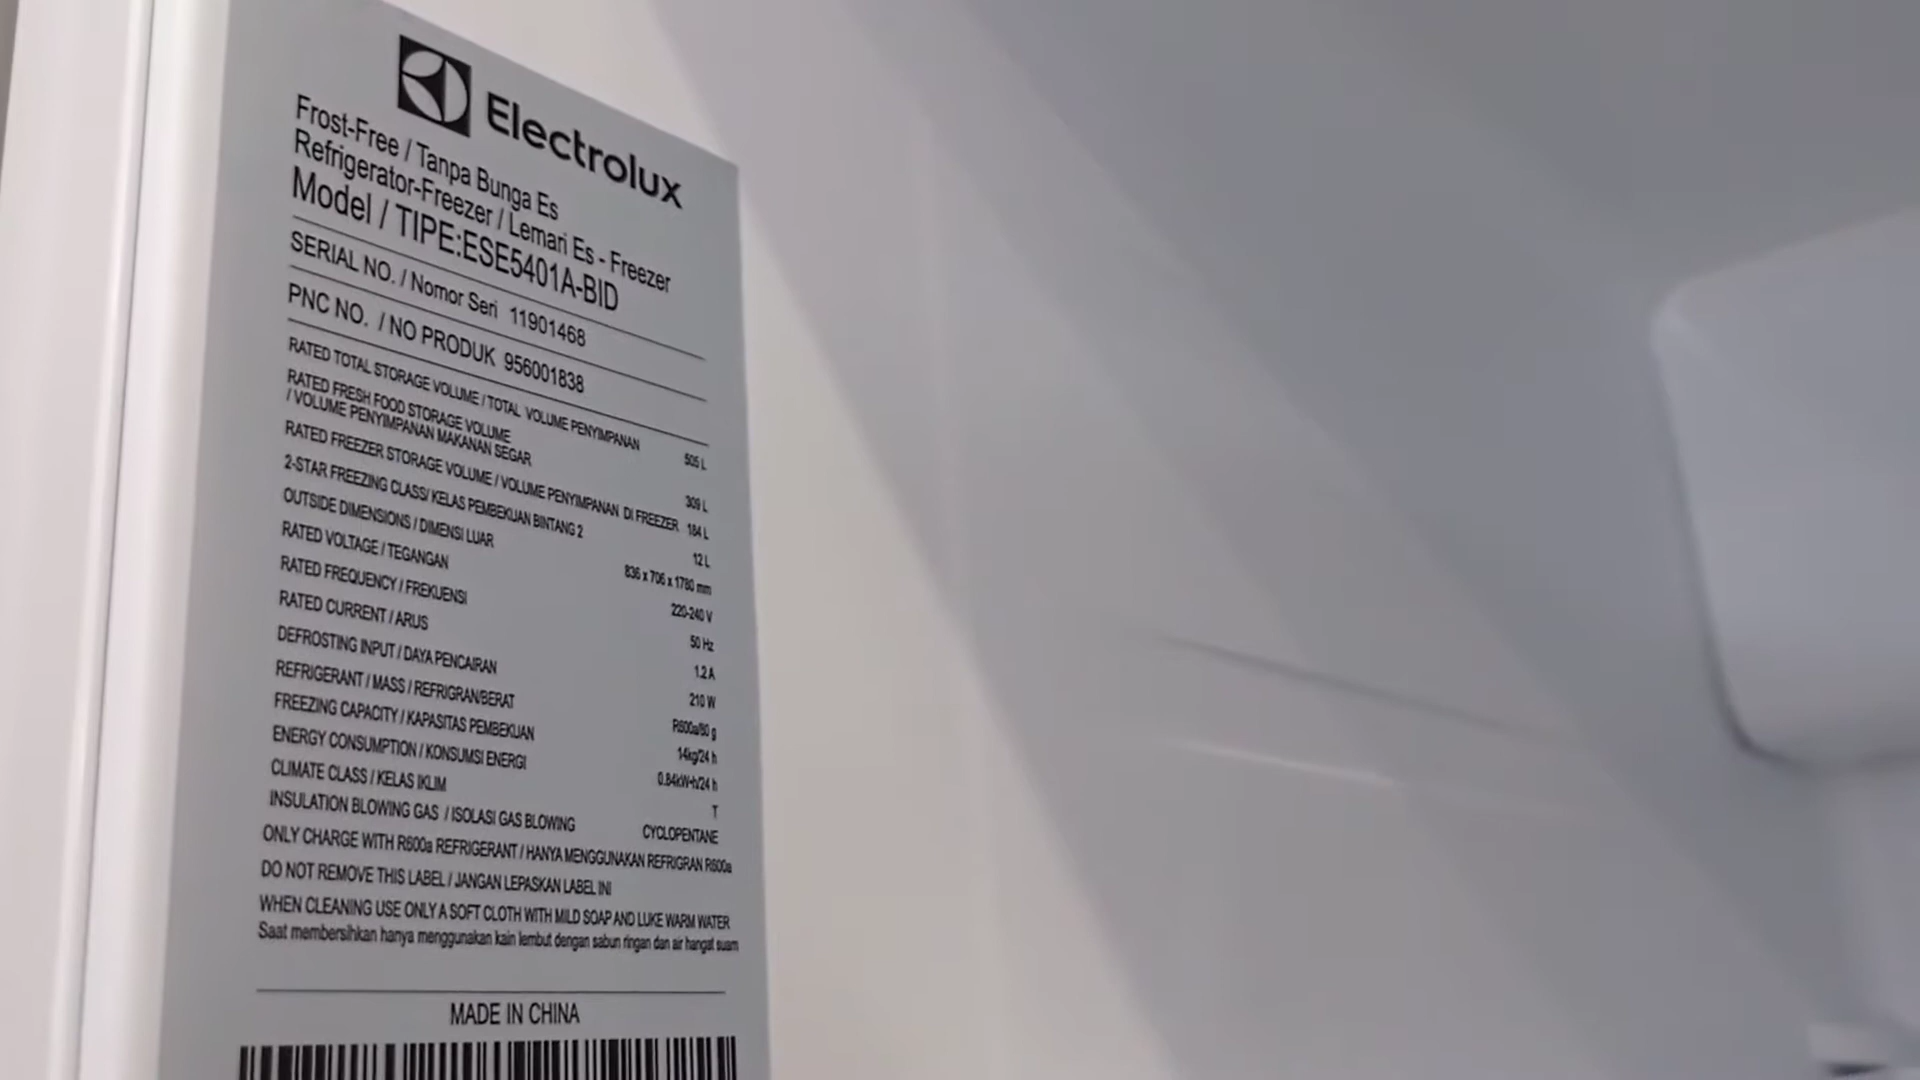 Electrolux
Frost-Free / Tanpa Bunga Es
Refrigerator-Freezer / Lemari Es - Freezer
Model / TIPE:ESE5401A-BID
SERIAL NO. / Nomor Seri 11901468
PNC NO. / NO PRODUK 956001838
RATED TOTAL STORAGE VOLUME / TOTAL VOLUME PENYIMPANAN 505 L
RATED FRESH FOOD STORAGE VOLUME
/ VOLUME PENYIMPANAN MAKANAN SEGAR 309 L
RATED FREEZER STORAGE VOLUME / VOLUME PENYIMPANAN DI FREEZER 184 L
2-STAR FREEZING CLASS/ KELAS PEMBEKUAN BINTANG 2 12 L
OUTSIDE DIMENSIONS / DIMENSI LUAR 836 x 706 x 1780 mm
RATED VOLTAGE / TEGANGAN 220-240 V
RATED FREQUENCY / FREKUENSI 50 Hz
RATED CURRENT / ARUS 1.2 A
DEFROSTING INPUT / DAYA PENCAIRAN 210 W
REFRIGERANT / MASS / REFRIGRAN/BERAT R600a/80 g
FREEZING CAPACITY / KAPASITAS PEMBEKUAN 14kg/24 h
ENERGY CONSUMPTION / KONSUMSI ENERGI 0.84kW•h/24 h
CLIMATE CLASS / KELAS IKLIM T
INSULATION BLOWING GAS / ISOLASI GAS BLOWING CYCLOPENTANE
ONLY CHARGE WITH R600a REFRIGERANT / HANYA MENGGUNAKAN REFRIGRAN R600a
DO NOT REMOVE THIS LABEL / JANGAN LEPASKAN LABEL INI
WHEN CLEANING USE ONLY A SOFT CLOTH WITH MILD SOAP AND LUKE WARM WATER
Saat membersihkan hanya menggunakan kain lembut dengan sabun ringan dan air hangat suam
MADE IN CHINA